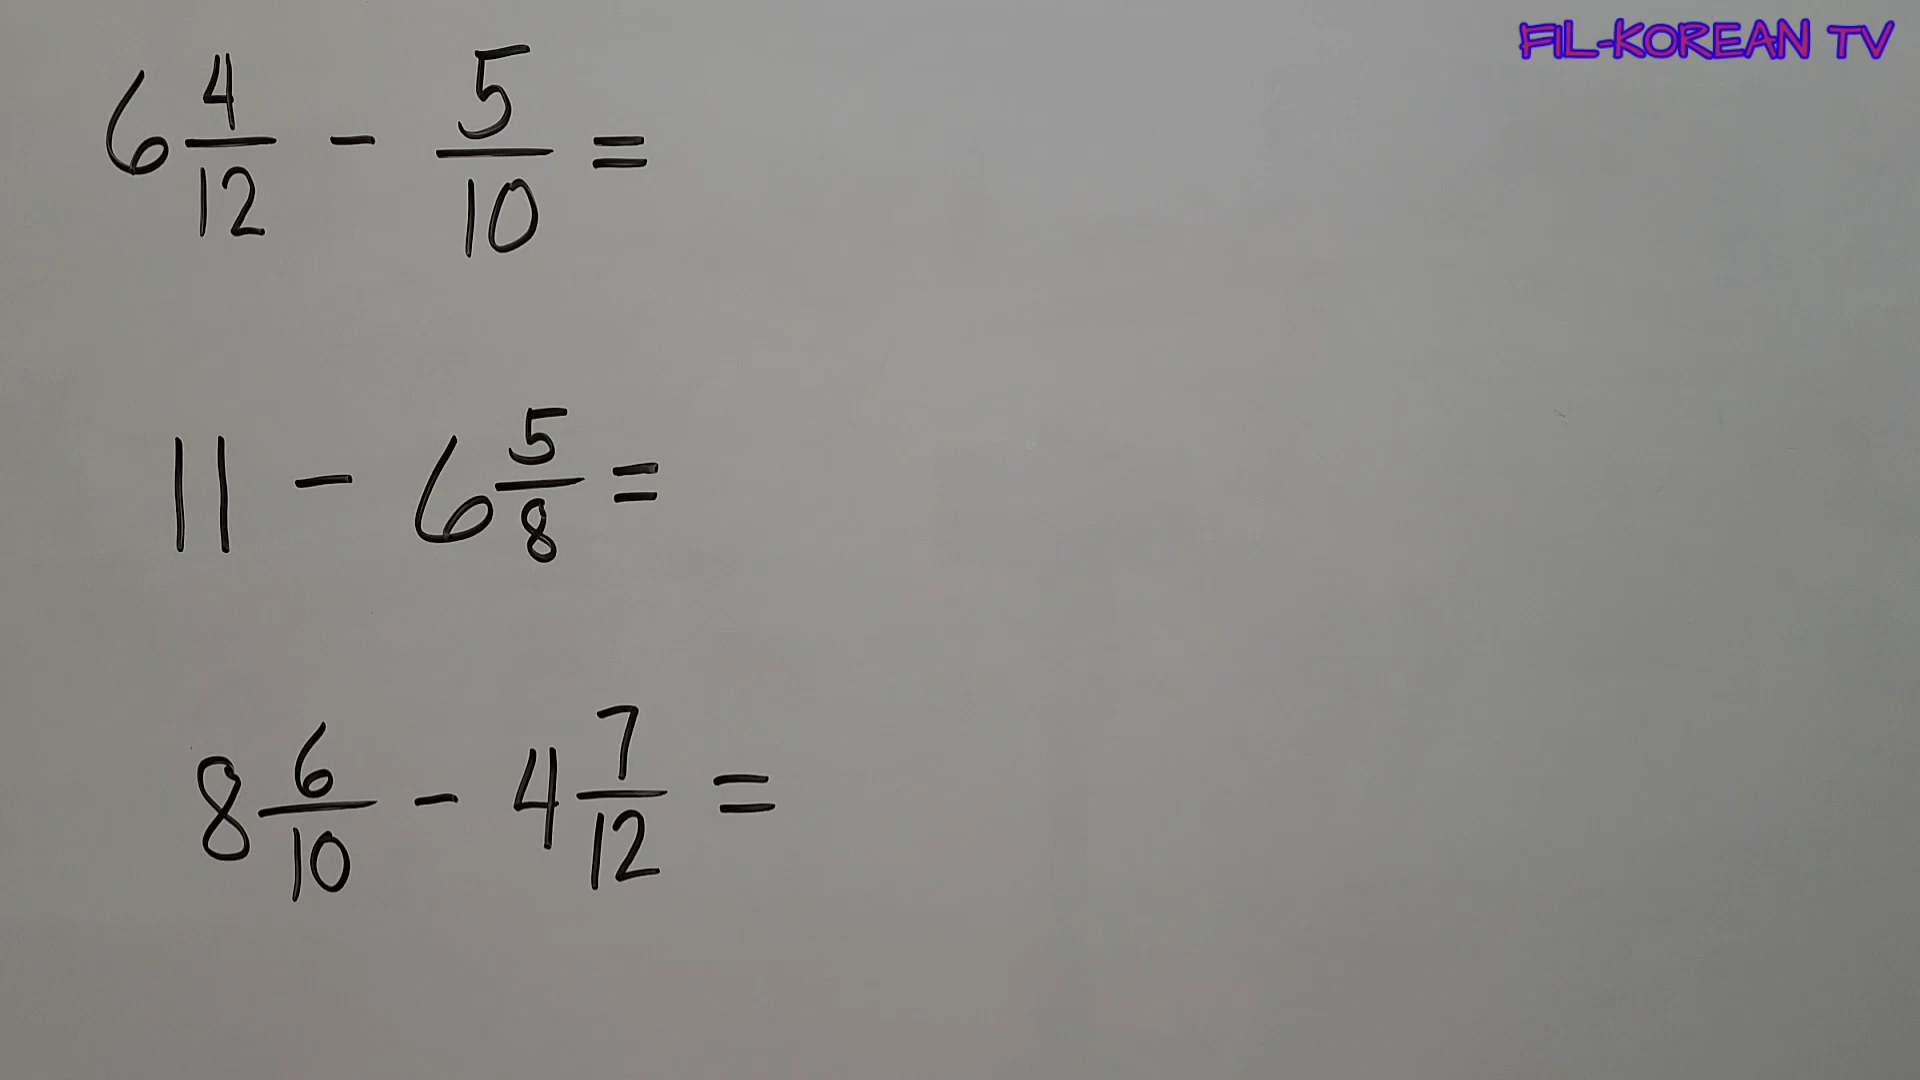 FIL-KOREAN TV
6 4/12 - 5/10 =
11 - 6 5/8 =
8 6/10 - 4 7/12 =